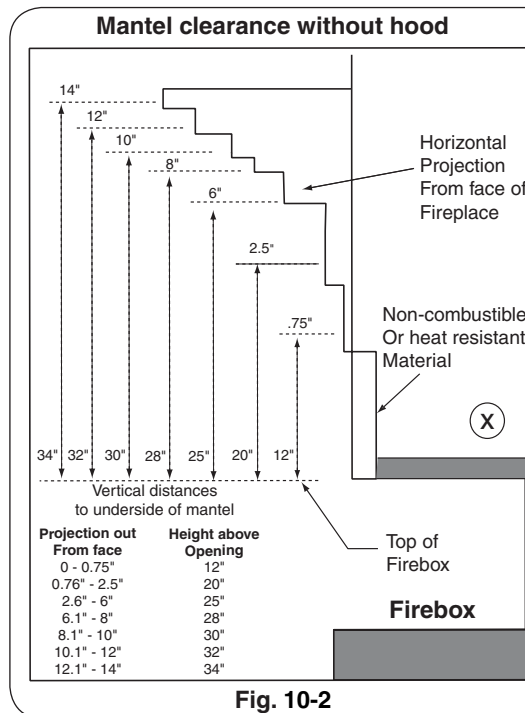 Mantel clearance without hood
14"
12"
10"
8"
6"
2.5"
.75"
Horizontal
Projection
From face of
Fireplace
Non-combustible
Or heat resistant
Material
X
34" 32" 30" 28" 25" 20" 12"
Vertical distances
to underside of mantel
Projection out Height above
From face Opening
0 - 0.75" 12"
0.76" - 2.5" 20"
2.6" - 6" 25"
6.1" - 8" 28"
8.1" - 10" 30"
10.1" - 12" 32"
12.1" - 14" 34"
Top of
Firebox
Firebox
Fig. 10-2